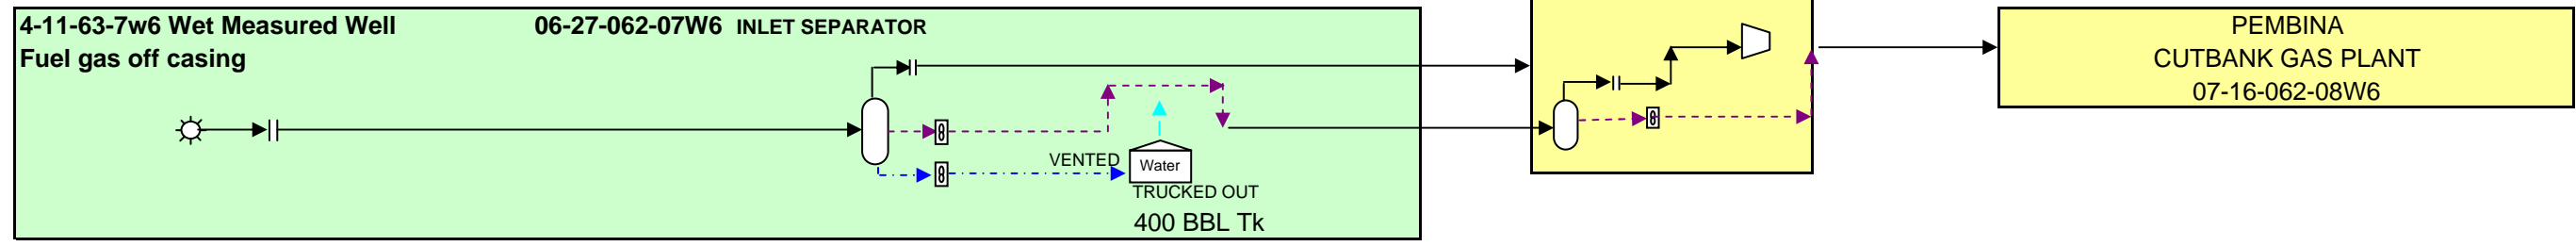 4-11-63-7w6 Wet Measured Well
06-27-062-07W6 INLET SEPARATOR
Fuel gas off casing
VENTED
Water
TRUCKED OUT
400 BBL Tk
PEMBINA
CUTBANK GAS PLANT
07-16-062-08W6